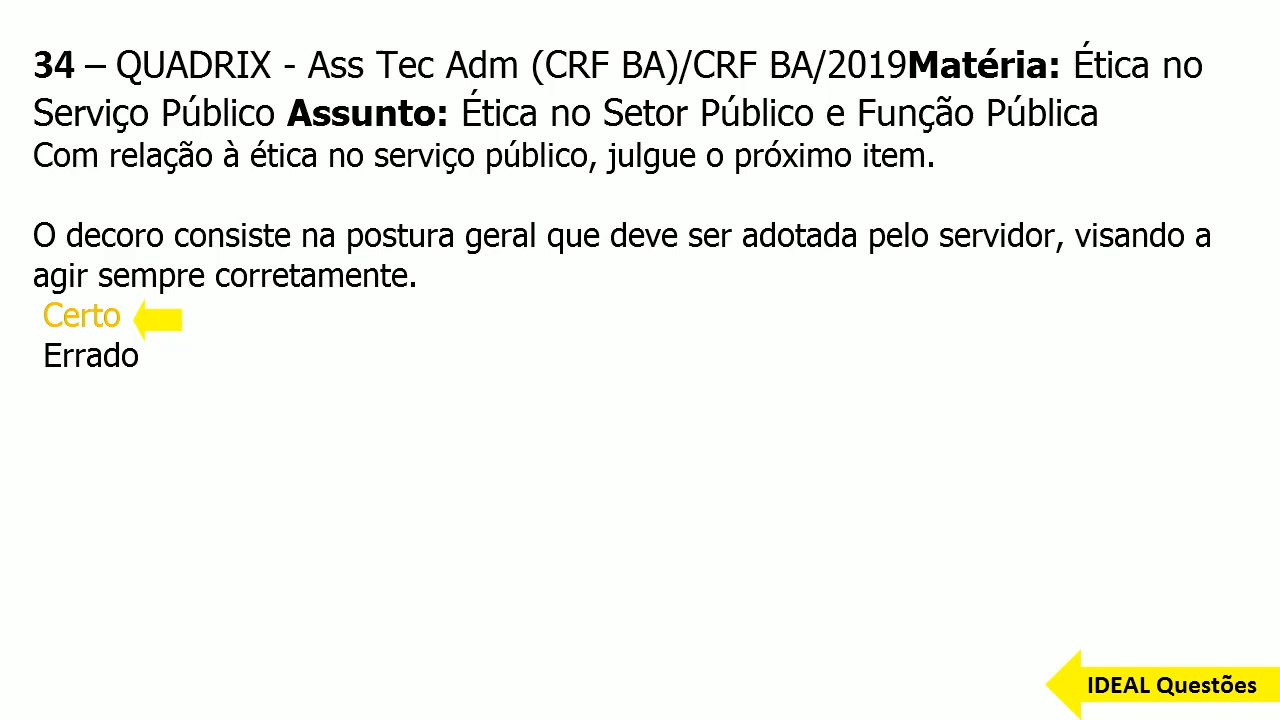 34 – QUADRIX - Ass Tec Adm (CRF BA)/CRF BA/2019Matéria: Ética no
Serviço Público Assunto: Ética no Setor Público e Função Pública
Com relação à ética no serviço público, julgue o próximo item.
O decoro consiste na postura geral que deve ser adotada pelo servidor, visando a
agir sempre corretamente.
Certo
Errado
IDEAL Questões